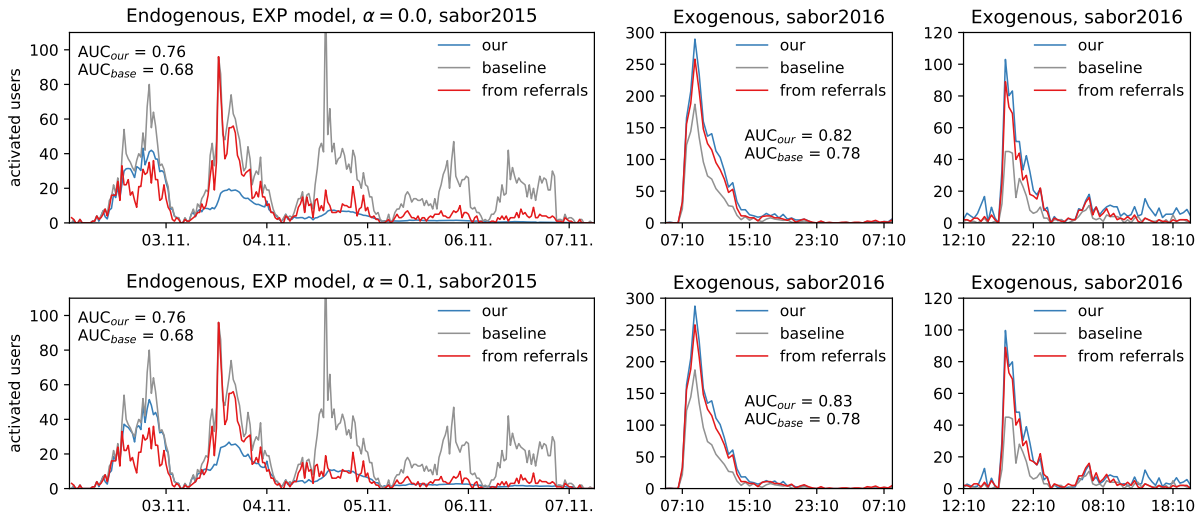 Endogenous, EXP model, α = 0.0, sabor2015
activated users
100
80
60
40
20
0
AUC_our = 0.76
AUC_base = 0.68
our
baseline
from referrals
03.11. 04.11. 05.11. 06.11. 07.11.
Exogenous, sabor2016
300
250
200
150
100
50
0
our
baseline
from referrals
AUC_our = 0.82
AUC_base = 0.78
07:10 15:10 23:10 07:10
Exogenous, sabor2016
120
100
80
60
40
20
0
our
baseline
from referrals
12:10 22:10 08:10 18:10
Endogenous, EXP model, α = 0.1, sabor2015
activated users
100
80
60
40
20
0
AUC_our = 0.76
AUC_base = 0.68
our
baseline
from referrals
03.11. 04.11. 05.11. 06.11. 07.11.
Exogenous, sabor2016
300
250
200
150
100
50
0
our
baseline
from referrals
AUC_our = 0.83
AUC_base = 0.78
07:10 15:10 23:10 07:10
Exogenous, sabor2016
120
100
80
60
40
20
0
our
baseline
from referrals
12:10 22:10 08:10 18:10